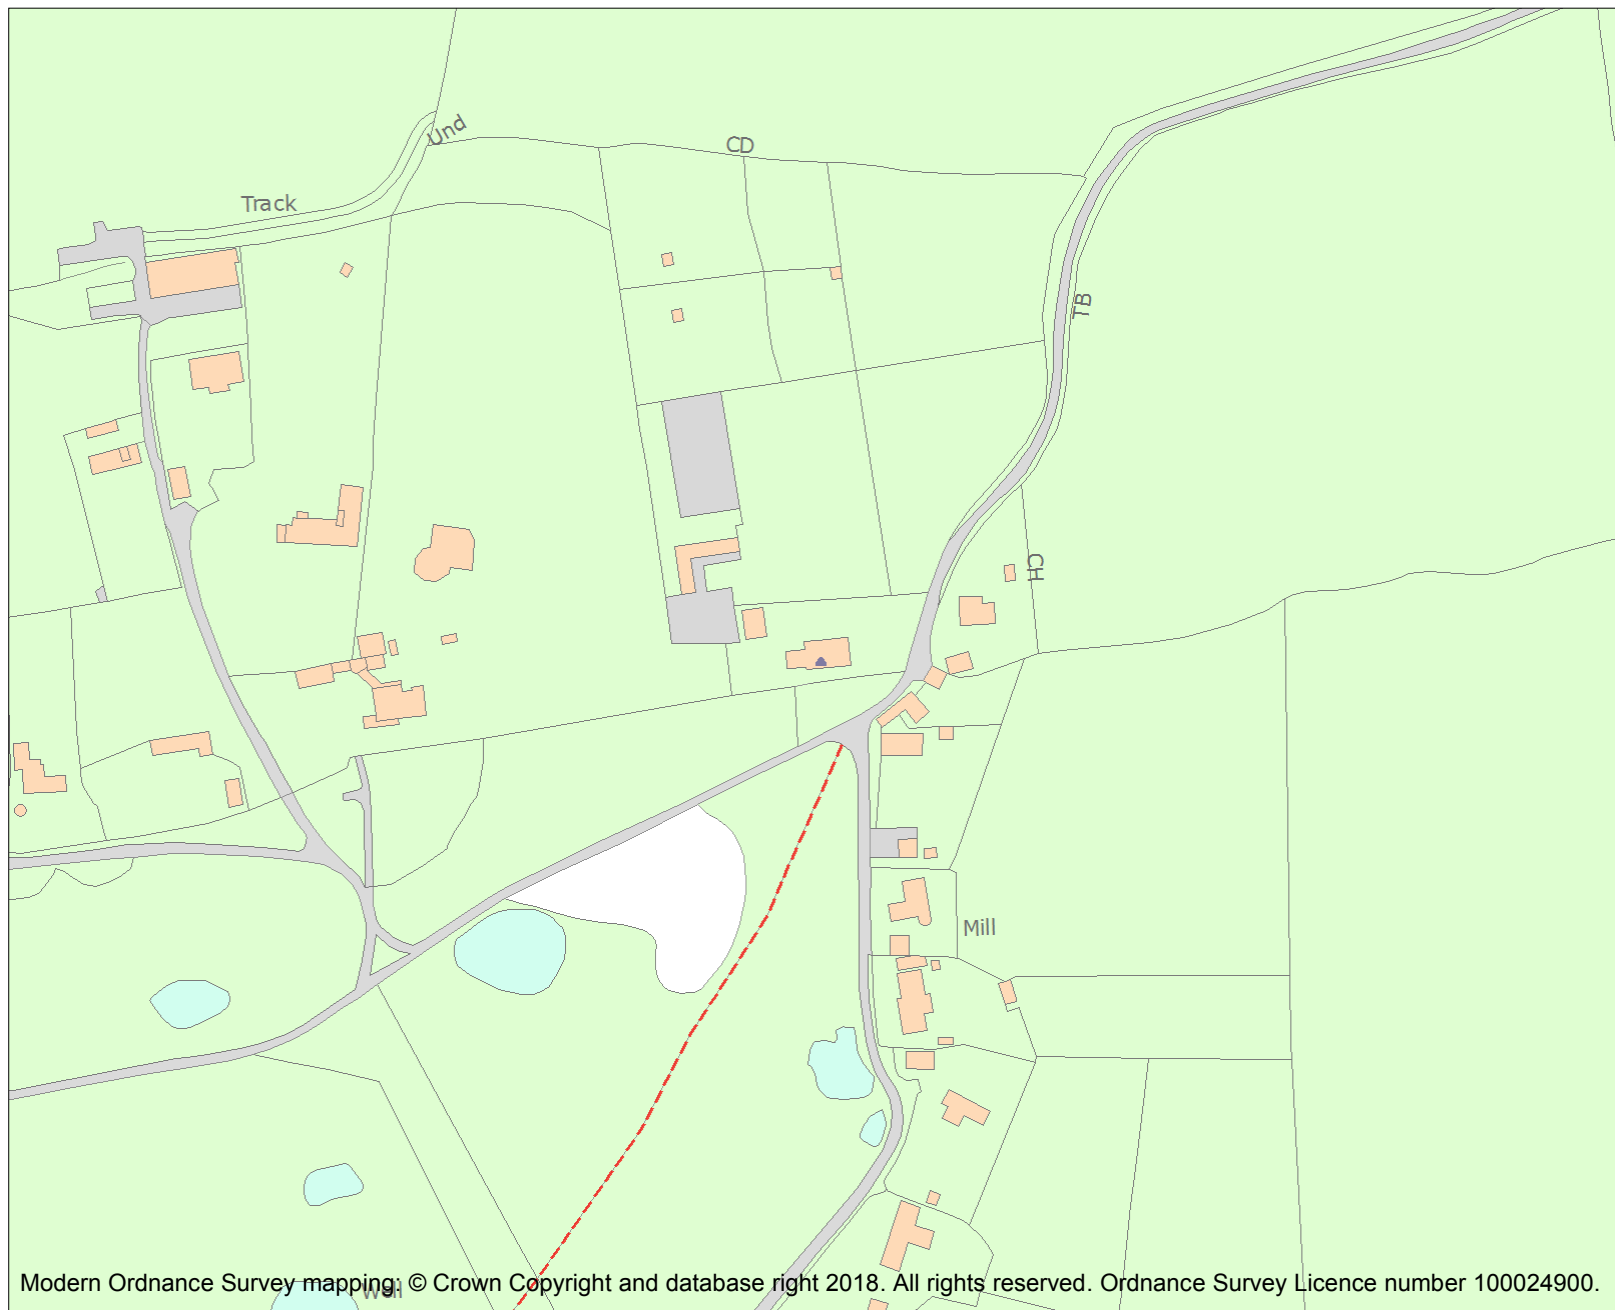 Und
CD
Track
TB
CH
Mill
Well
Modern Ordnance Survey mapping: © Crown Copyright and database right 2018. All rights reserved. Ordnance Survey Licence number 100024900.